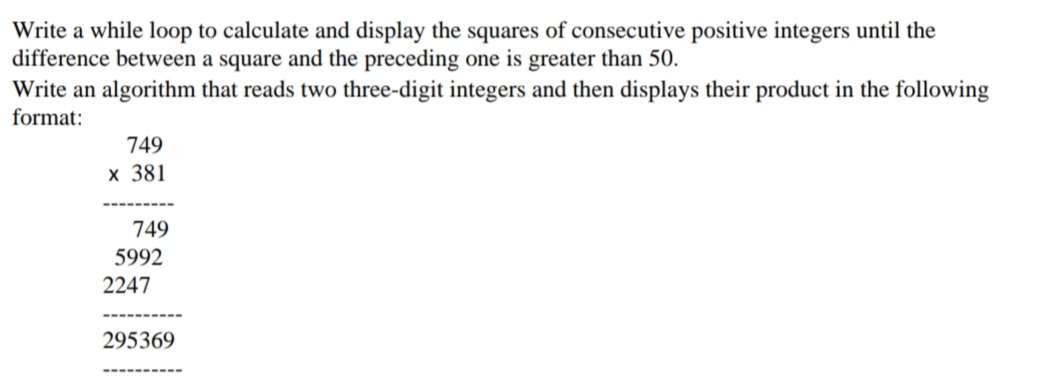 Write a while loop to calculate and display the squares of consecutive positive integers until the
difference between a square and the preceding one is greater than 50.
Write an algorithm that reads two three-digit integers and then displays their product in the following
format:
749
x 381
---------
749
5992
2247
----------
295369
----------